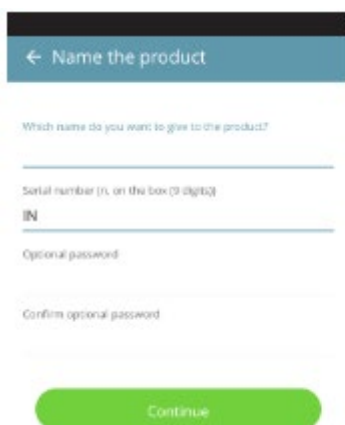 ← Name the product
Which name do you want to give to the product?
Serial number (n. on the box (9 digits))
IN
Optional password
Confirm optional password
Continue